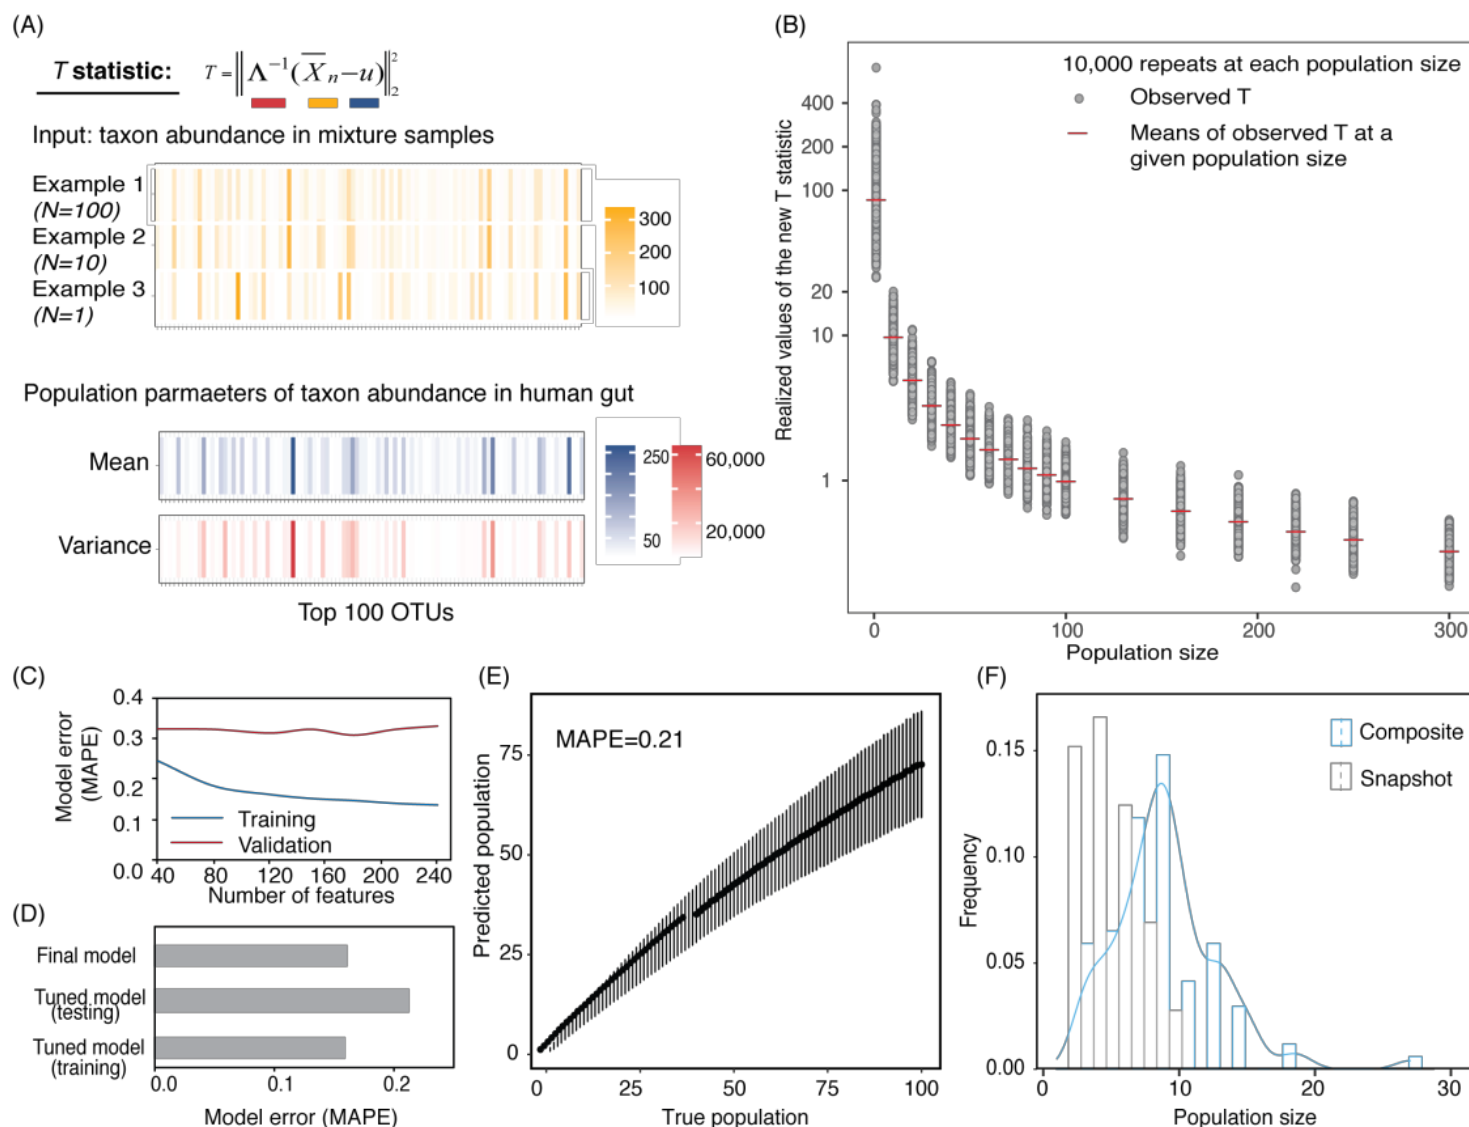 (A)
T statistic:
T = ‖Λ⁻¹(X̅ₙ−u)‖²₂
Input: taxon abundance in mixture samples
Example 1
(N=100)
Example 2
(N=10)
Example 3
(N=1)
300
200
100
Population parmaeters of taxon abundance in human gut
Mean
Variance
250
50
60,000
20,000
Top 100 OTUs
(B)
10,000 repeats at each population size
Observed T
Means of observed T at a
given population size
Realized values of the new T statistic
400
200
100
20
10
1
0
100
200
300
Population size
(C)
Model error
(MAPE)
0.4
0.3
0.2
0.1
0.0
Training
Validation
40
80
120
160
200
240
Number of features
(D)
Final model
Tuned model
(testing)
Tuned model
(training)
0.0
0.1
0.2
Model error (MAPE)
(E)
MAPE=0.21
Predicted population
75
50
25
0
0
25
50
75
100
True population
(F)
Composite
Snapshot
Frequency
0.15
0.10
0.05
0.00
0
10
20
30
Population size